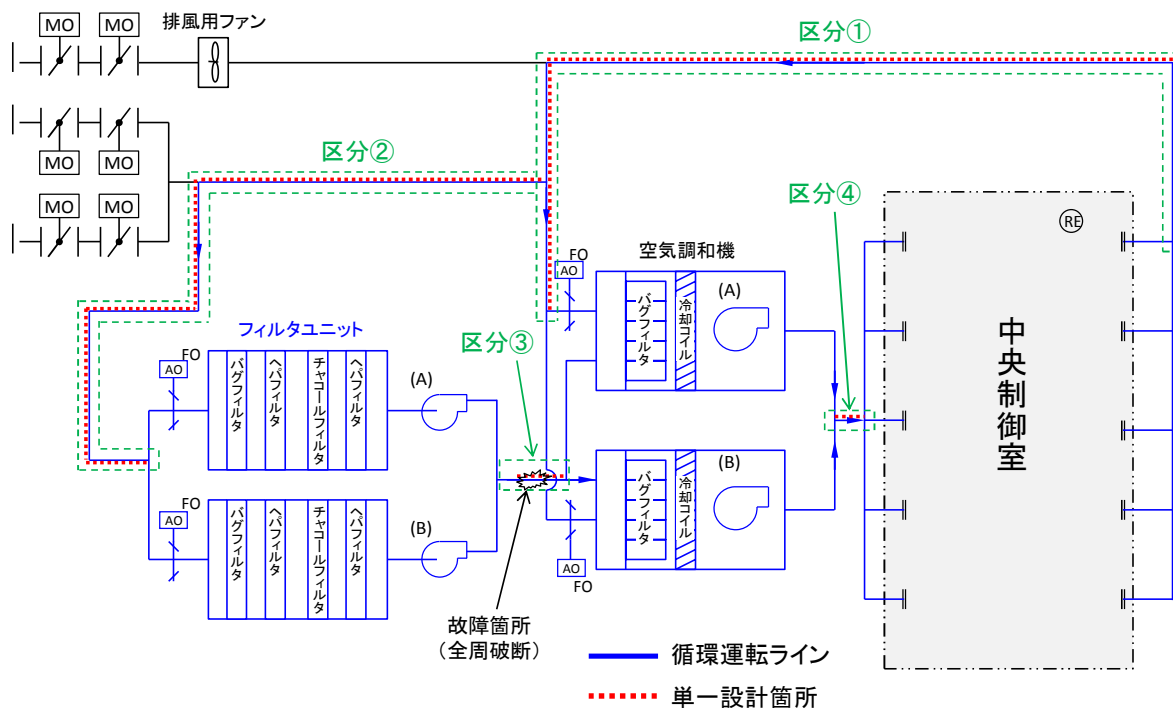 排風用ファン
MO
MO
区分①
MO
MO
区分②
MO
MO
区分④
RE
空気調和機
FO
AO
バグフィルタ
冷却コイル
(A)
中央制御室
フィルタユニット
区分③
FO
AO
バグフィルタ
ヘパフィルタ
チャコールフィルタ
ヘパフィルタ
(A)
バグフィルタ
冷却コイル
(B)
FO
AO
バグフィルタ
ヘパフィルタ
チャコールフィルタ
ヘパフィルタ
(B)
AO
FO
故障箇所
(全周破断)
循環運転ライン
単一設計箇所